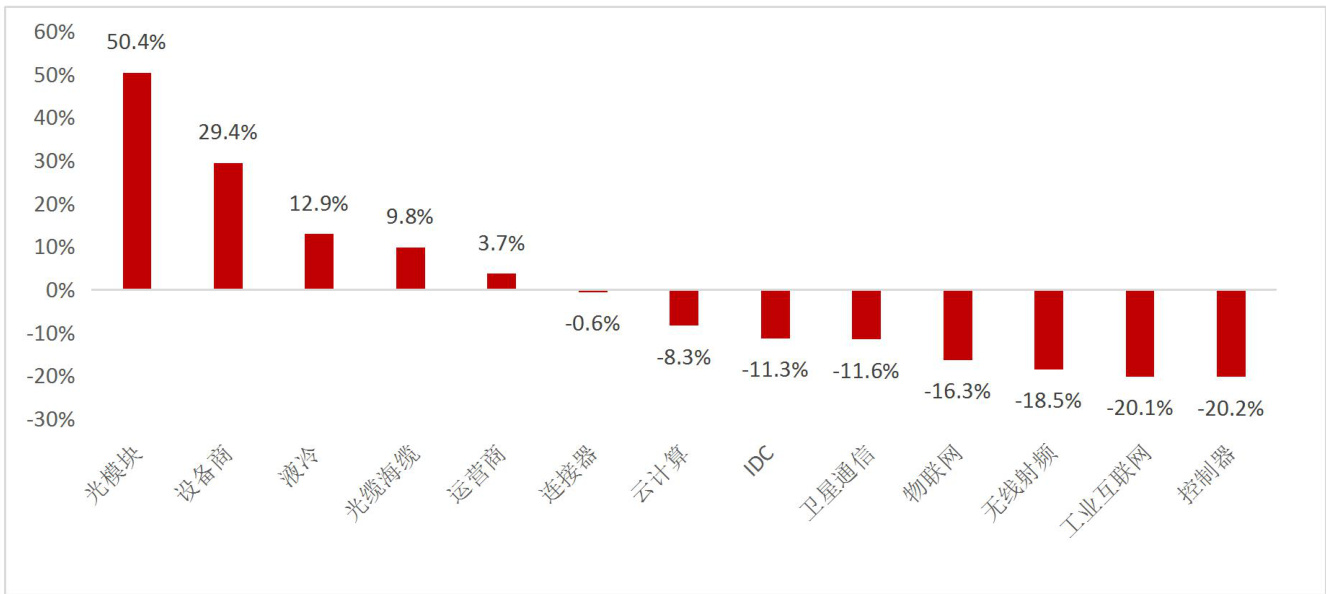 60%
50%
40%
30%
20%
10%
0%
-10%
-20%
-30%
50.4%
29.4%
12.9%
9.8%
3.7%
-0.6%
-8.3%
-11.3%
-11.6%
-16.3%
-18.5%
-20.1%
-20.2%
光模块
设备商
液冷
光缆海缆
运营商
连接器
云计算
IDC
卫星通信
物联网
无线射频
工业互联网
控制器